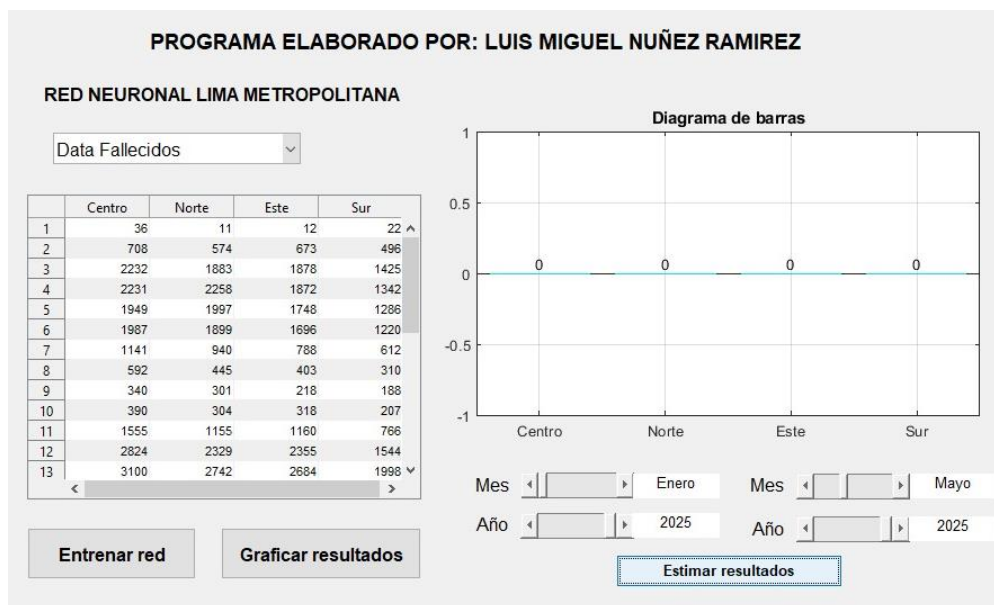 PROGRAMA ELABORADO POR: LUIS MIGUEL NUÑEZ RAMIREZ
RED NEURONAL LIMA METROPOLITANA
Data Fallecidos
Centro Norte Este Sur
1 36 11 12 22
2 708 574 673 496
3 2232 1883 1878 1425
4 2231 2258 1872 1342
5 1949 1997 1748 1286
6 1987 1899 1696 1220
7 1141 940 788 612
8 592 445 403 310
9 340 301 218 188
10 390 304 318 207
11 1555 1155 1160 766
12 2824 2329 2355 1544
13 3100 2742 2684 1998
Entrenar red Graficar resultados
Diagrama de barras
1
0.5
0
-0.5
-1
0 0 0 0
Centro Norte Este Sur
Mes Enero Mes Mayo
Año 2025 Año 2025
Estimar resultados